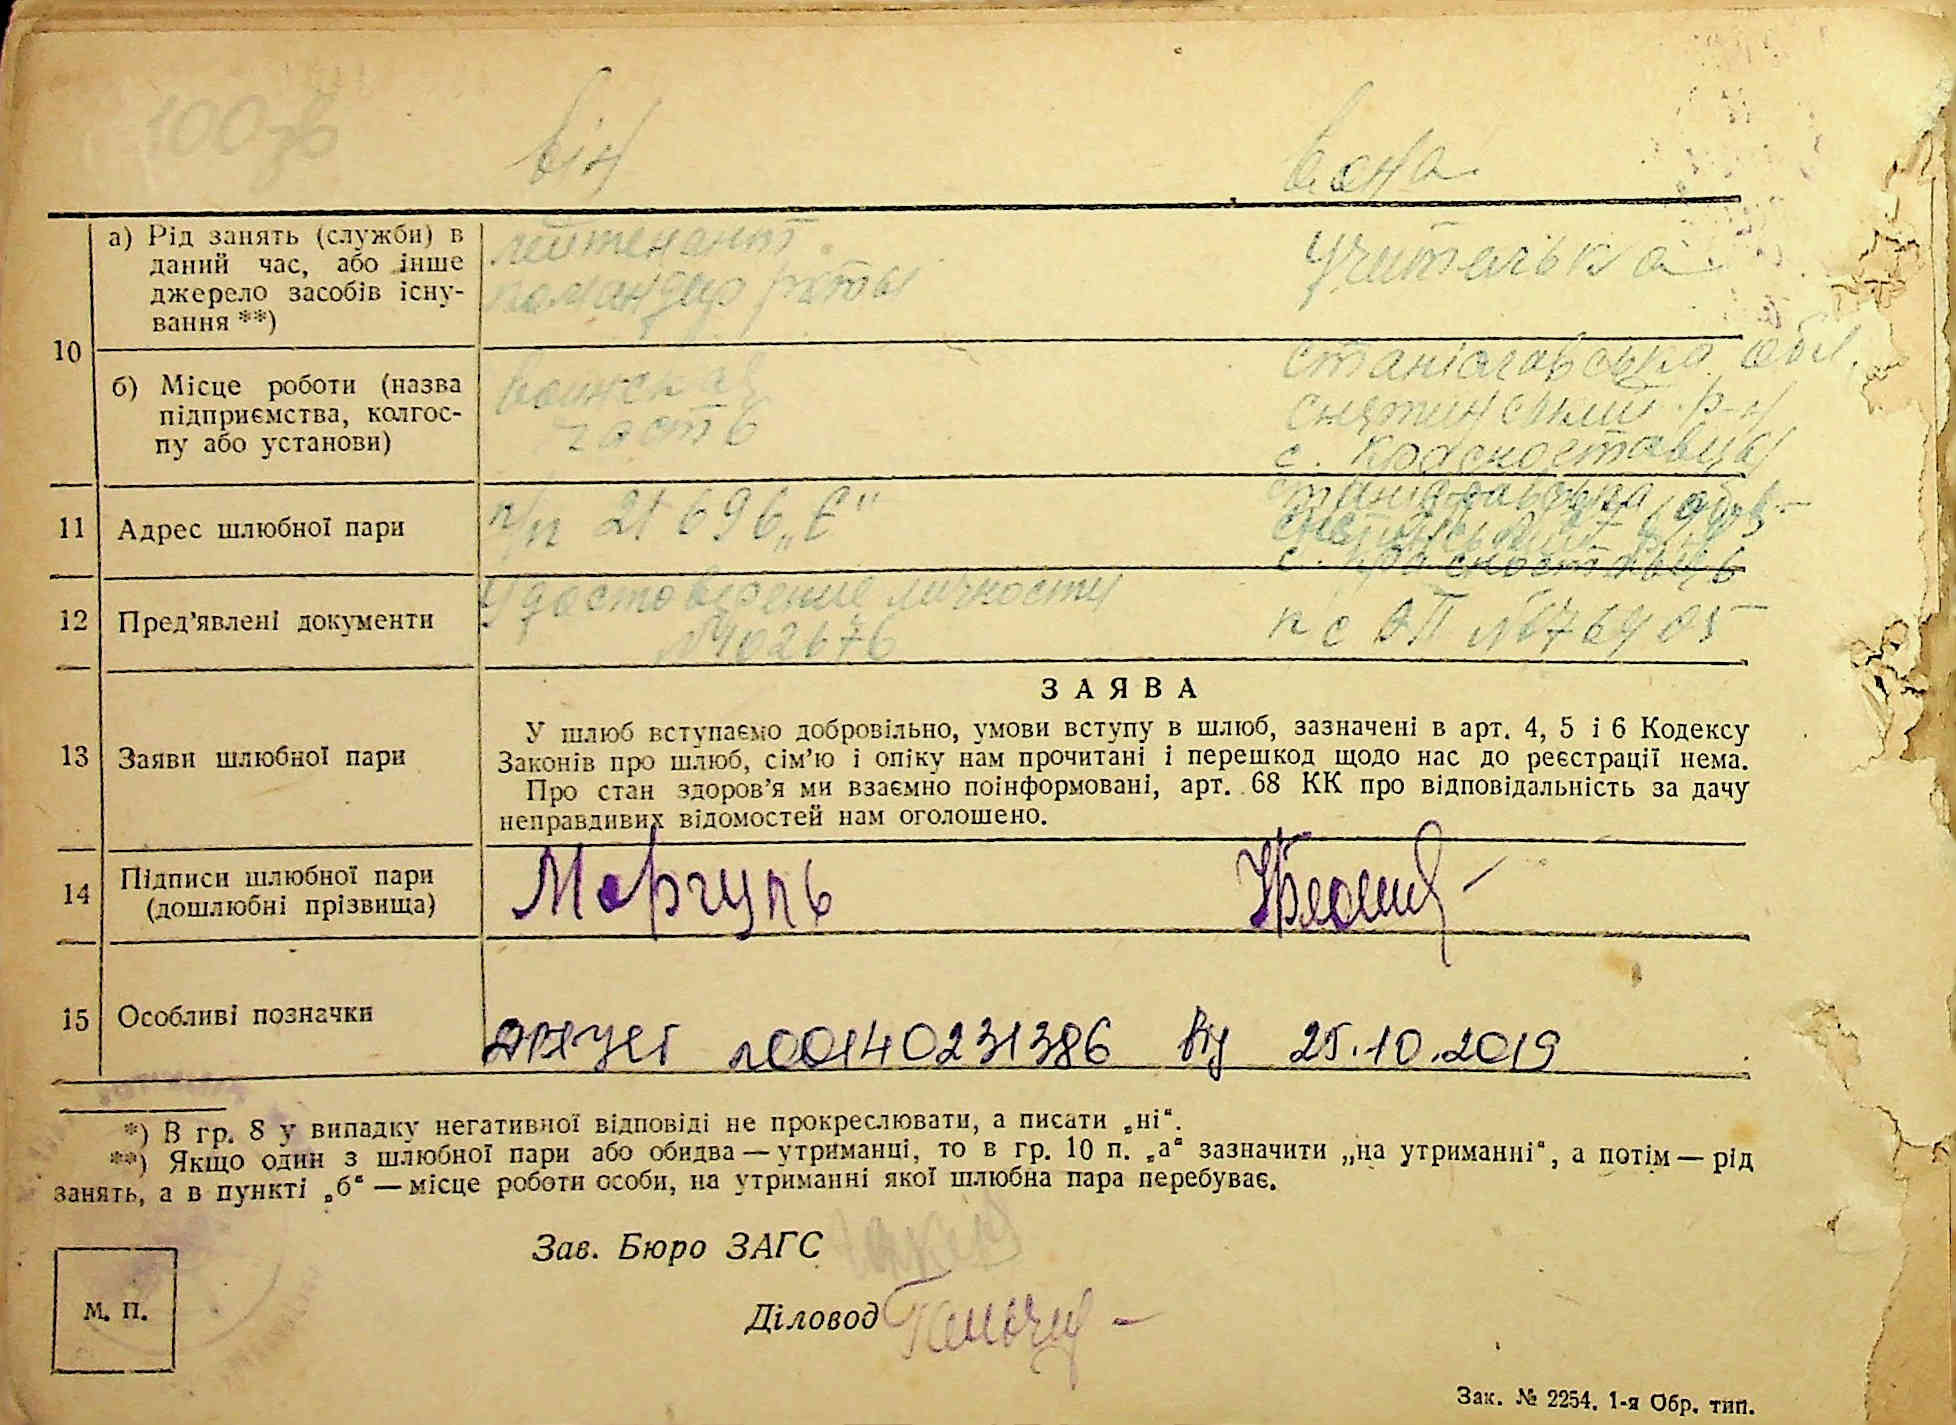 100зв
він вона
а) Рід занять (служби) в
даний час, або інше
джерело засобів існу-
вання **)
лейтенант
командир роты
учителька
10
б) Місце роботи (назва
підприємства, колгос-
пу або установи)
воинская
часть
Станіславська обл.
Снятинський р-н
с. Красноставці
11 Адрес шлюбної пари
п/п 21696 „Е"
12 Пред’явлені документи
Удостоверение личности
З А Я В А
13 Заяви шлюбної пари
У шлюб вступаємо добровільно, умови вступу в шлюб, зазначені в арт. 4, 5 і 6 Кодексу
Законів про шлюб, сім’ю і опіку нам прочитані і перешкод щодо нас до реєстрації нема.
Про стан здоров’я ми взаємно поінформовані, арт. 68 КК про відповідальність за дачу
неправдивих відомостей нам оголошено.
14 Підписи шлюбної пари
(дошлюбні прізвища)
Моргуль
15 Особливі позначки
00140231386 від 25.10.2019
*) В гр. 8 у випадку негативної відповіді не прокреслювати, а писати „ні“.
**) Якщо один з шлюбної пари або обидва — утриманці, то в гр. 10 п. „а“ зазначити „на утриманні“, а потім — рід
занять, а в пункті „б“ — місце роботи особи, на утриманні якої шлюбна пара перебуває.
Зав. Бюро ЗАГС
М. П.
Діловод
Зак. № 2254. 1-я Обр. тип.